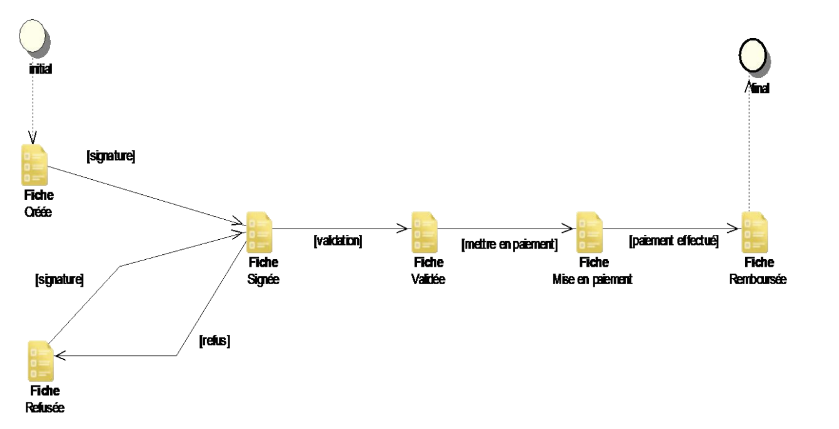 initial
final
[signature]
Fiche
Créée
[validation]
[mettre en paiement]
[paiement effectué]
Fiche
Signée
Fiche
Validée
Fiche
Mise en paiement
Fiche
Remboursée
[signature]
[refus]
Fiche
Refusée